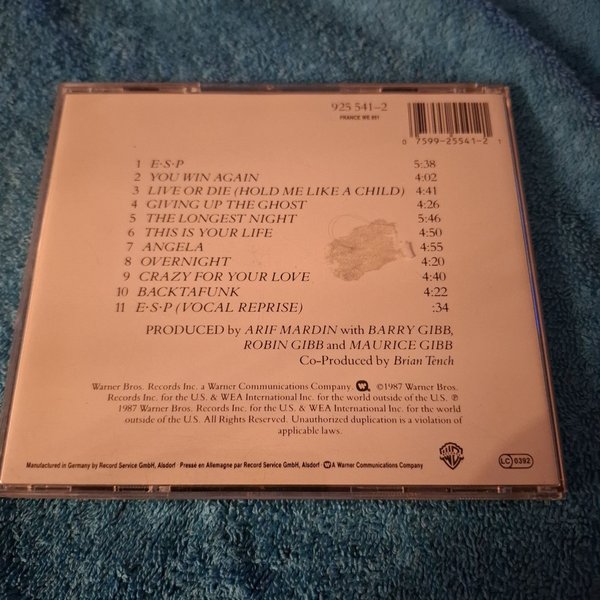 925 541-2
FRANCE WE 851
0 7599-25541-2 1
1 E·S·P 5:38
2 YOU WIN AGAIN 4:02
3 LIVE OR DIE (HOLD ME LIKE A CHILD) 4:41
4 GIVING UP THE GHOST 4:26
5 THE LONGEST NIGHT 5:46
6 THIS IS YOUR LIFE 4:50
7 ANGELA 4:55
8 OVERNIGHT 4:20
9 CRAZY FOR YOUR LOVE 4:40
10 BACKTAFUNK 4:22
11 E·S·P (VOCAL REPRISE) :34
PRODUCED by ARIF MARDIN with BARRY GIBB,
ROBIN GIBB and MAURICE GIBB
Co-Produced by Brian Tench
Warner Bros. Records Inc. a Warner Communications Company. ©1987 Warner Bros.
Records Inc. for the U.S. & WEA International Inc. for the world outside of the U.S. ℗
1987 Warner Bros. Records Inc. for the U.S. & WEA International Inc. for the world
outside of the U.S. All Rights Reserved. Unauthorized duplication is a violation of
applicable laws.
Manufactured in Germany by Record Service GmbH, Alsdorf Pressé en Allemagne par Record Service GmbH, Alsdorf A Warner Communications Company
LC 0392